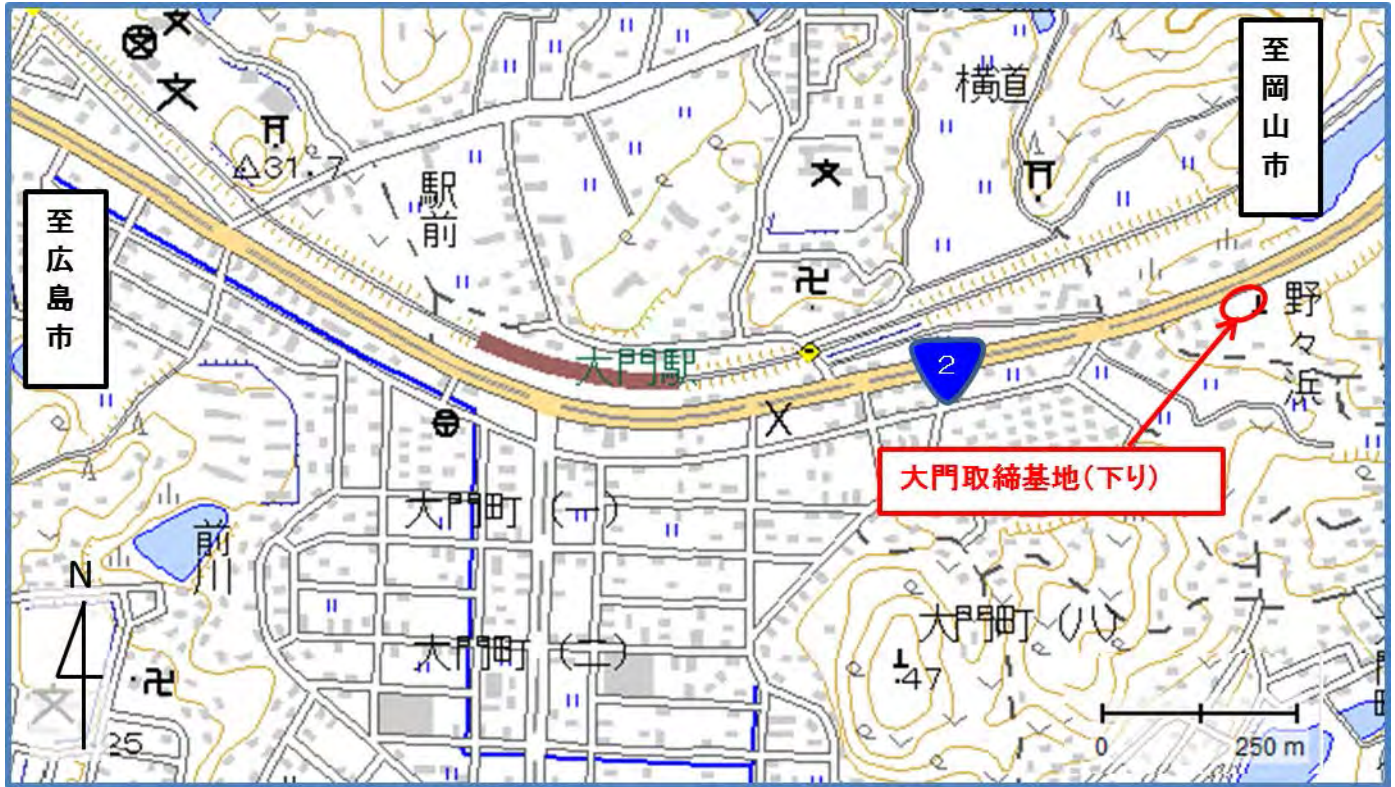 至岡山市
横道
31.7
駅前
至広島市
野々浜
大門駅
2
大門取締基地(下り)
大門町 (一)
前川
N
大門町 (八)
大門町 (二)
47
25
0 250 m